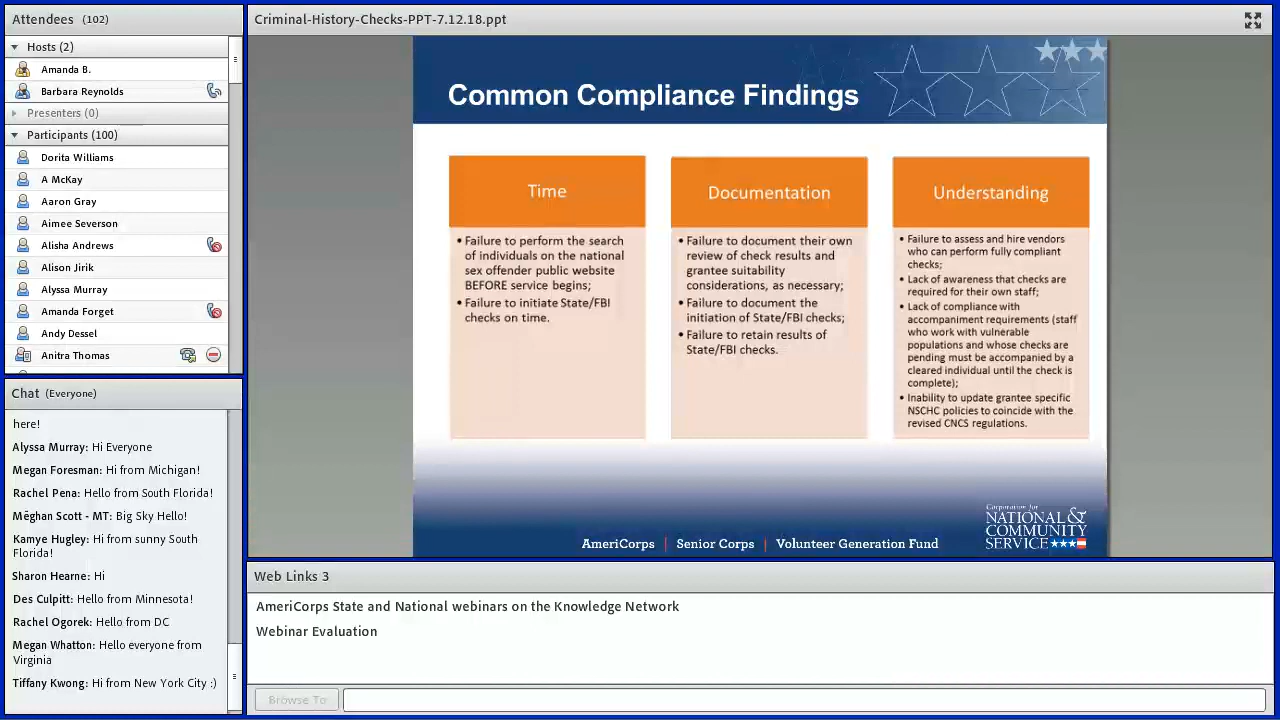 Attendees (102)
Hosts (2)
Amanda B.
Barbara Reynolds
Presenters (0)
Participants (100)
Dorita Williams
A McKay
Aaron Gray
Aimee Severson
Alisha Andrews
Alison Jirik
Alyssa Murray
Amanda Forget
Andy Dessel
Anitra Thomas
Chat (Everyone)
here!
Alyssa Murray: Hi Everyone
Megan Foresman: Hi from Michigan!
Rachel Pena: Hello from South Florida!
Mēghan Scott - MT: Big Sky Hello!
Kamye Hugley: Hi from sunny South
Florida!
Sharon Hearne: Hi
Des Culpitt: Hello from Minnesota!
Rachel Ogorek: Hello from DC
Megan Whatton: Hello everyone from
Virginia
Tiffany Kwong: Hi from New York City :)
Criminal-History-Checks-PPT-7.12.18.ppt
Common Compliance Findings
Time
• Failure to perform the search
of individuals on the national
sex offender public website
BEFORE service begins;
• Failure to initiate State/FBI
checks on time.
Documentation
• Failure to document their own
review of check results and
grantee suitability
considerations, as necessary;
• Failure to document the
initiation of State/FBI checks;
• Failure to retain results of
State/FBI checks.
Understanding
• Failure to assess and hire vendors
who can perform fully compliant
checks;
• Lack of awareness that checks are
required for their own staff;
• Lack of compliance with
accompaniment requirements (staff
who work with vulnerable
populations and whose checks are
pending must be accompanied by a
cleared individual until the check is
complete);
• Inability to update grantee specific
NSCHC policies to coincide with the
revised CNCS regulations.
AmeriCorps | Senior Corps | Volunteer Generation Fund
Corporation for
NATIONAL &
COMMUNITY
SERVICE
Web Links 3
AmeriCorps State and National webinars on the Knowledge Network
Webinar Evaluation
Browse To